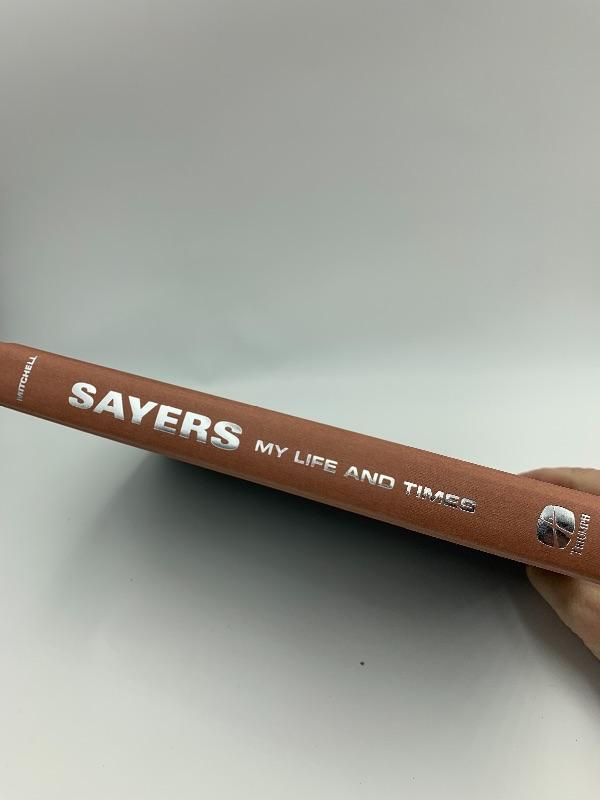 MITCHELL
SAYERS MY LIFE AND TIMES
TRIUMPH